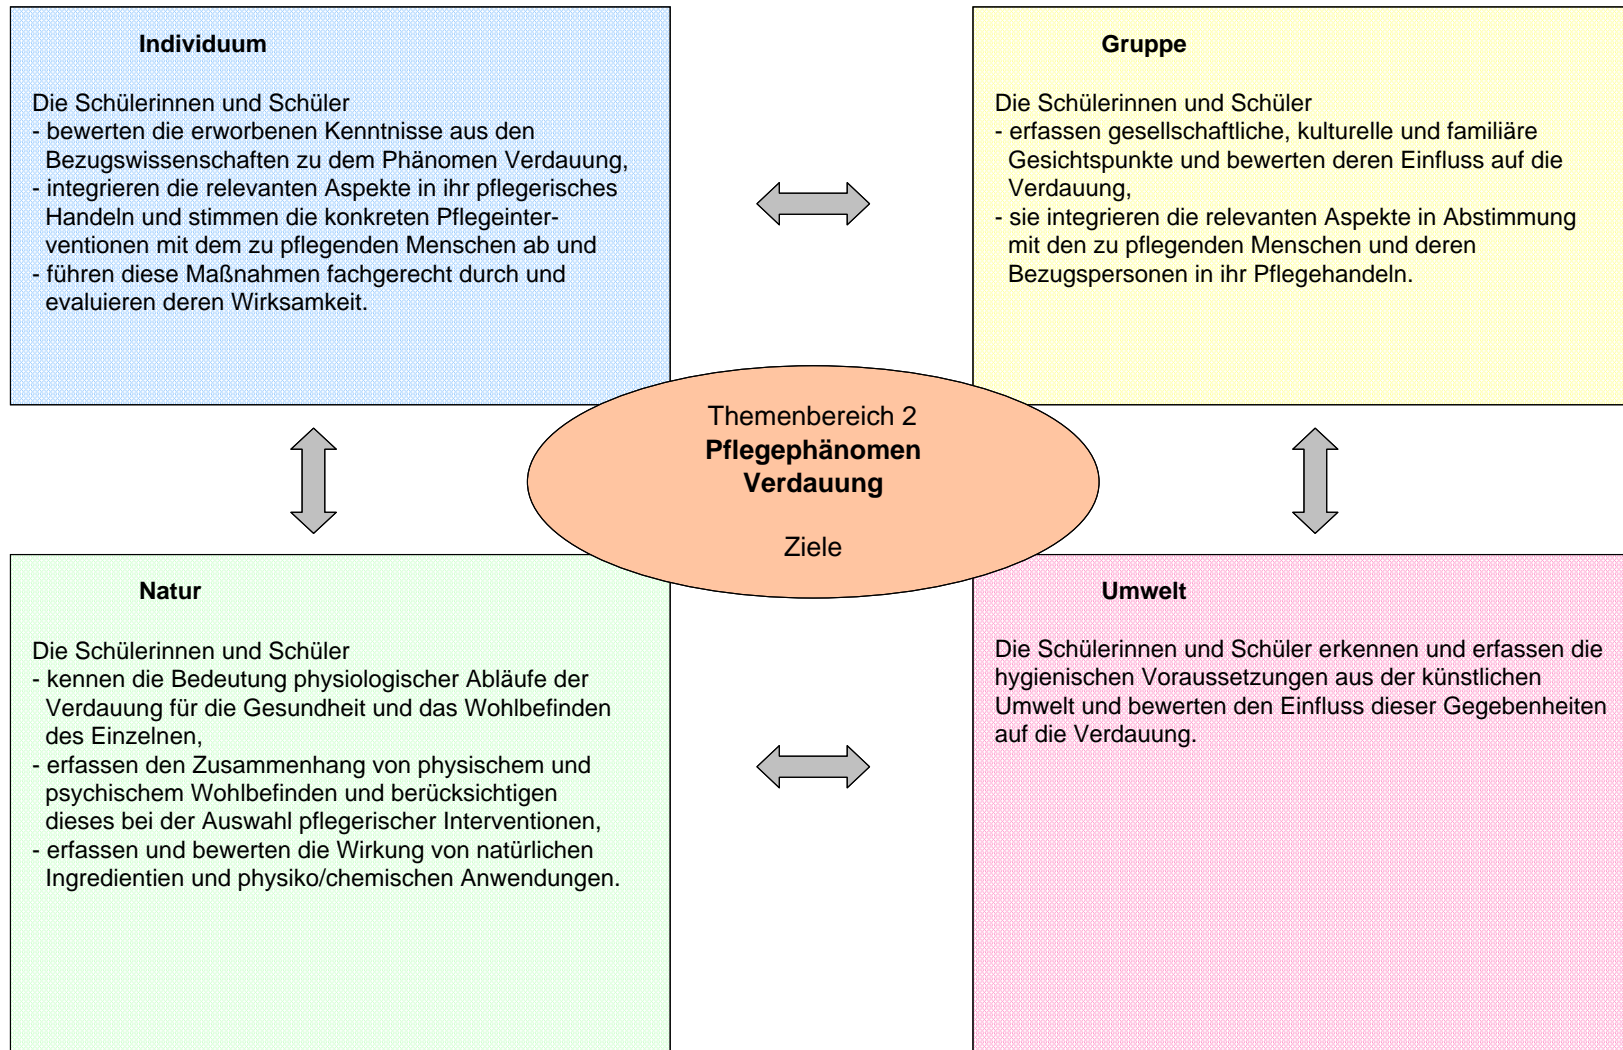 Individuum
Die Schülerinnen und Schüler
- bewerten die erworbenen Kenntnisse aus den
Bezugswissenschaften zu dem Phänomen Verdauung,
- integrieren die relevanten Aspekte in ihr pflegerisches
Handeln und stimmen die konkreten Pflegeinter-
ventionen mit dem zu pflegenden Menschen ab und
- führen diese Maßnahmen fachgerecht durch und
evaluieren deren Wirksamkeit.
Gruppe
Die Schülerinnen und Schüler
- erfassen gesellschaftliche, kulturelle und familiäre
Gesichtspunkte und bewerten deren Einfluss auf die
Verdauung,
- sie integrieren die relevanten Aspekte in Abstimmung
mit den zu pflegenden Menschen und deren
Bezugspersonen in ihr Pflegehandeln.
Themenbereich 2
Pflegephänomen
Verdauung
Ziele
Natur
Die Schülerinnen und Schüler
- kennen die Bedeutung physiologischer Abläufe der
Verdauung für die Gesundheit und das Wohlbefinden
des Einzelnen,
- erfassen den Zusammenhang von physischem und
psychischem Wohlbefinden und berücksichtigen
dieses bei der Auswahl pflegerischer Interventionen,
- erfassen und bewerten die Wirkung von natürlichen
Ingredientien und physiko/chemischen Anwendungen.
Umwelt
Die Schülerinnen und Schüler erkennen und erfassen die
hygienischen Voraussetzungen aus der künstlichen
Umwelt und bewerten den Einfluss dieser Gegebenheiten
auf die Verdauung.